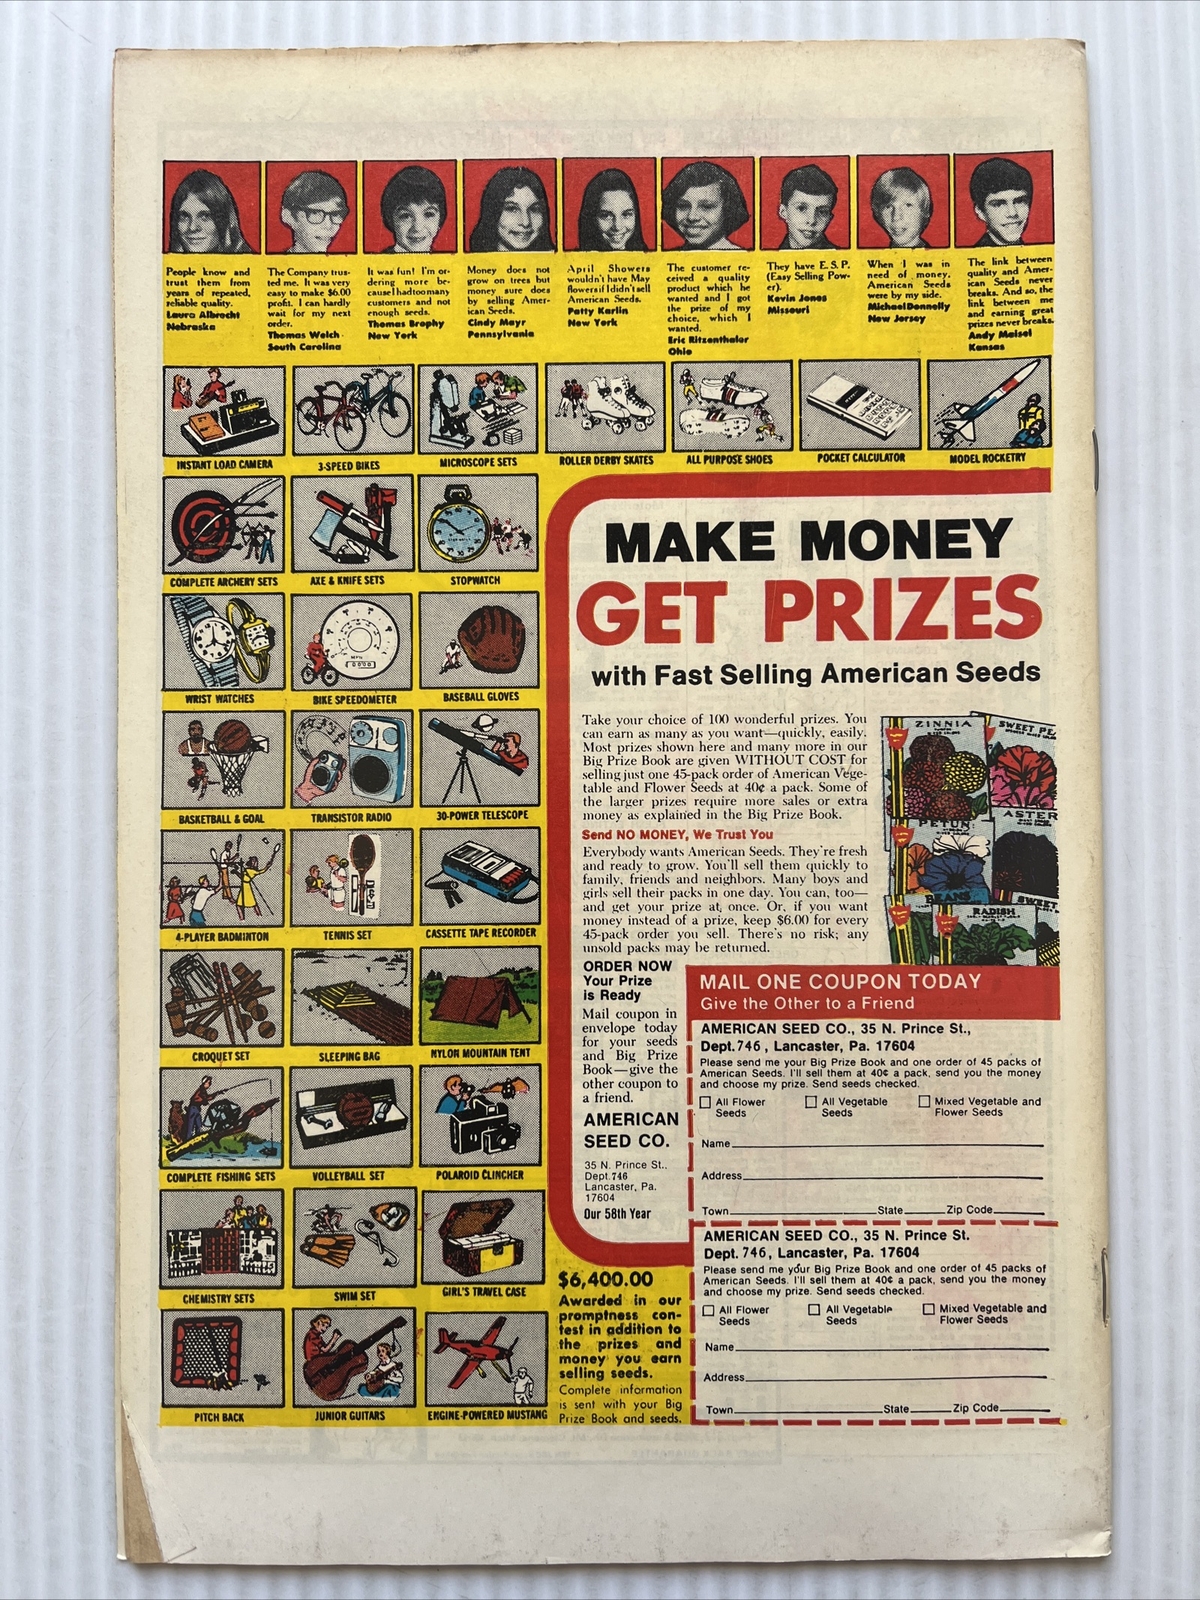 People know and
trust them from
years of repeated,
reliable quality.
Laura Albrecht
Nebraska
The Company trus-
ted me. It was very
easy to make $6.00
profit. I can hardly
wait for my next
order.
Thomas Welch
South Carolina
It was fun! I'm or-
dering more be-
cause I had too many
customers and not
enough seeds.
Thomas Brophy
New York
Money does not
grow on trees but
money sure does
by selling Amer-
ican Seeds.
Cindy Mayr
Pennsylvania
April Showers
wouldn't have May
flowers if I didn't sell
American Seeds.
Patty Karlin
New York
The customer re-
ceived a quality
product which he
wanted and I got
the prize of my
choice, which I
wanted.
Eric Ritzenthaler
Ohio
They have E. S. P.
(Easy Selling Pow-
er).
Kevin Jones
Missouri
When I was in
need of money,
American Seeds
were by my side.
Michael Donnelly
New Jersey
The link between
quality and Amer-
ican Seeds never
breaks. And so, the
link between me
and earning great
prizes never breaks.
Andy Maisel
Kansas
INSTANT LOAD CAMERA
3-SPEED BIKES
MICROSCOPE SETS
ROLLER DERBY SKATES
ALL PURPOSE SHOES
POCKET CALCULATOR
MODEL ROCKETRY
COMPLETE ARCHERY SETS
AXE & KNIFE SETS
STOPWATCH
WRIST WATCHES
BIKE SPEEDOMETER
BASEBALL GLOVES
BASKETBALL & GOAL
TRANSISTOR RADIO
30-POWER TELESCOPE
4-PLAYER BADMINTON
TENNIS SET
CASSETTE TAPE RECORDER
CROQUET SET
SLEEPING BAG
NYLON MOUNTAIN TENT
COMPLETE FISHING SETS
VOLLEYBALL SET
POLAROID CLINCHER
CHEMISTRY SETS
SWIM SET
GIRL'S TRAVEL CASE
PITCH BACK
JUNIOR GUITARS
ENGINE-POWERED MUSTANG
MAKE MONEY
GET PRIZES
with Fast Selling American Seeds
Take your choice of 100 wonderful prizes. You
can earn as many as you want—quickly, easily.
Most prizes shown here and many more in our
Big Prize Book are given WITHOUT COST for
selling just one 45-pack order of American Vege-
table and Flower Seeds at 40¢ a pack. Some of
the larger prizes require more sales or extra
money as explained in the Big Prize Book.
Send NO MONEY, We Trust You
Everybody wants American Seeds. They're fresh
and ready to grow. You'll sell them quickly to
family, friends and neighbors. Many boys and
girls sell their packs in one day. You can, too—
and get your prize at once. Or, if you want
money instead of a prize, keep $6.00 for every
45-pack order you sell. There's no risk; any
unsold packs may be returned.
ZINNIA
SWEET PE
PETUN
ASTER
BEANS
RADISH
SWEET
ORDER NOW
Your Prize
is Ready
Mail coupon in
envelope today
for your seeds
and Big Prize
Book—give the
other coupon to
a friend.
AMERICAN
SEED CO.
35 N. Prince St.,
Dept. 746
Lancaster, Pa.
17604
Our 58th Year
$6,400.00
Awarded in our
promptness con-
test in addition to
the prizes and
money you earn
selling seeds.
Complete information
is sent with your Big
Prize Book and seeds.
MAIL ONE COUPON TODAY
Give the Other to a Friend
AMERICAN SEED CO., 35 N. Prince St.,
Dept. 746, Lancaster, Pa. 17604
Please send me your Big Prize Book and one order of 45 packs of
American Seeds. I'll sell them at 40¢ a pack, send you the money
and choose my prize. Send seeds checked.
All Flower Seeds
All Vegetable Seeds
Mixed Vegetable and Flower Seeds
Name
Address
Town State Zip Code
AMERICAN SEED CO., 35 N. Prince St.
Dept. 746, Lancaster, Pa. 17604
Please send me your Big Prize Book and one order of 45 packs of
American Seeds. I'll sell them at 40¢ a pack, send you the money
and choose my prize. Send seeds checked.
All Flower Seeds
All Vegetable Seeds
Mixed Vegetable and Flower Seeds
Name
Address
Town State Zip Code